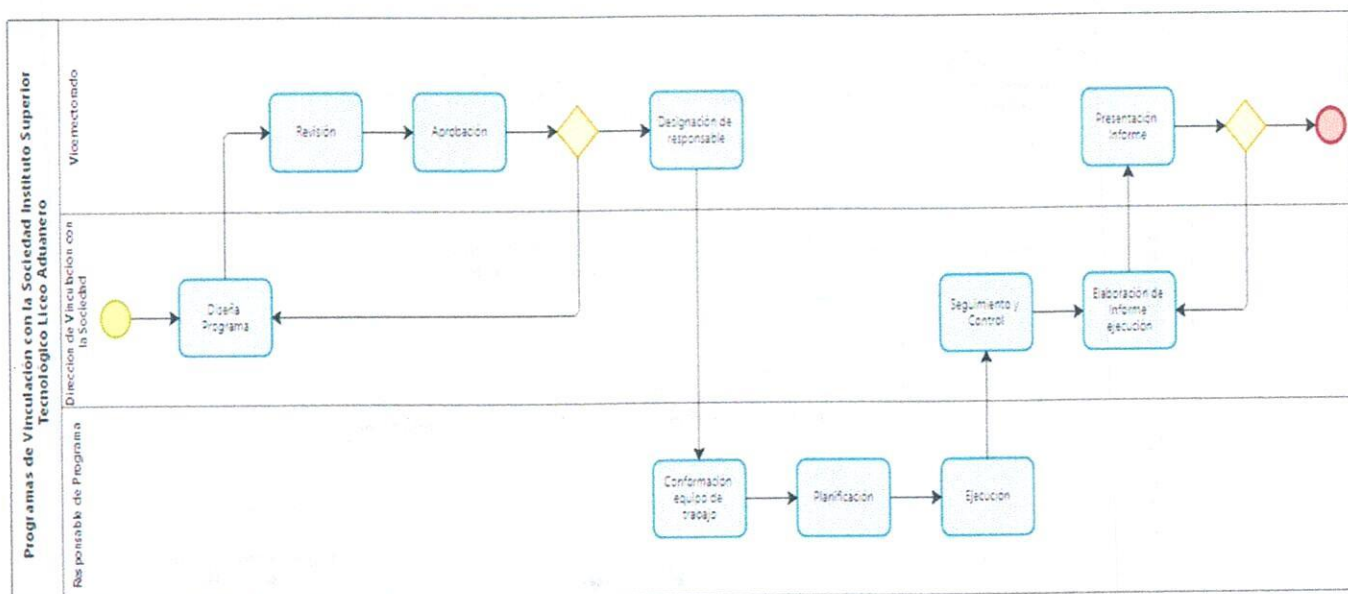 Programas de Vinculación con la Sociedad Instituto Superior
Tecnológico Liceo Aduanero
Vicerrectorado
Revisión
Aprobación
Designación de
responsable
Presentación
Informe
Dirección de Vinculación con
la Sociedad
Diseña
Programa
Seguimiento y
Control
Elaboración de
Informe
ejecución
Responsable de Programa
Conformación
equipo de
trabajo
Planificación
Ejecución